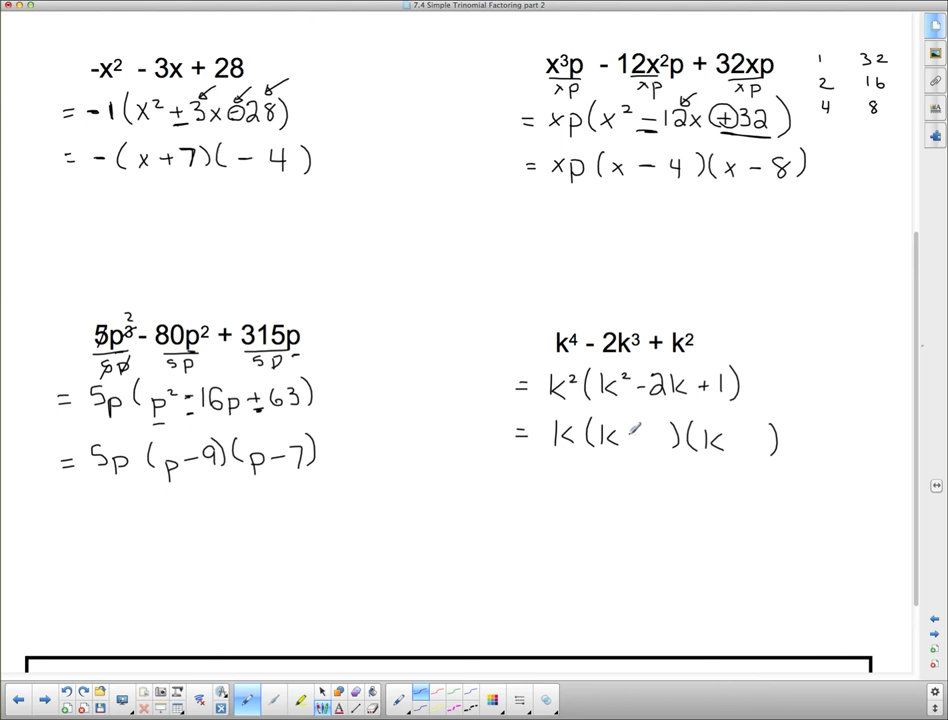 7.4 Simple Trinomial Factoring part 2
-x² - 3x + 28
= -1(x² + 3x - 28)
= -(x + 7)( - 4 )
x³p - 12x²p + 32xp
xp xp xp
= xp(x² - 12x + 32)
= xp(x - 4)(x - 8)
1 32
2 16
4 8
2
5p³ - 80p² + 315p
5p 5p 5p
= 5p(p² - 16p + 63)
= 5p (p - 9)(p - 7)
k⁴ - 2k³ + k²
= k²(k² - 2k + 1)
= k(k )(k )